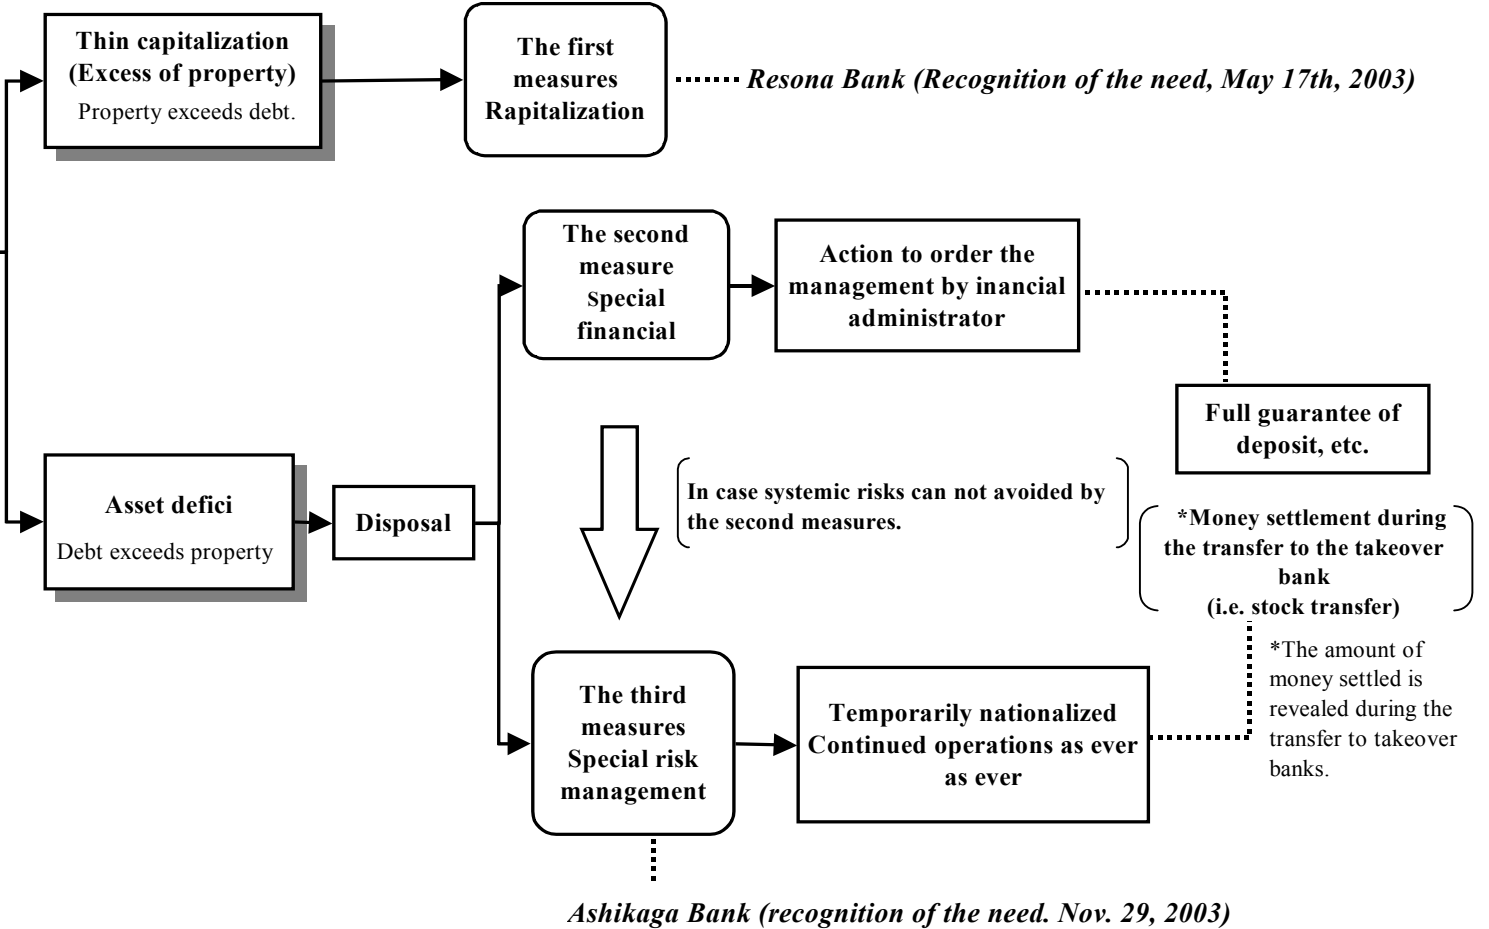 Thin capitalization
(Excess of property)
Property exceeds debt.
The first
measures
Rapitalization
Resona Bank (Recognition of the need, May 17th, 2003)
The second
measure
Special
financial
Action to order the
management by inancial
administrator
Full guarantee of
deposit, etc.
Asset defici
Debt exceeds property
Disposal
In case systemic risks can not avoided by
the second measures.
*Money settlement during
the transfer to the takeover
bank
(i.e. stock transfer)
*The amount of
money settled is
revealed during the
transfer to takeover
banks.
The third
measures
Special risk
management
Temporarily nationalized
Continued operations as ever
as ever
Ashikaga Bank (recognition of the need. Nov. 29, 2003)